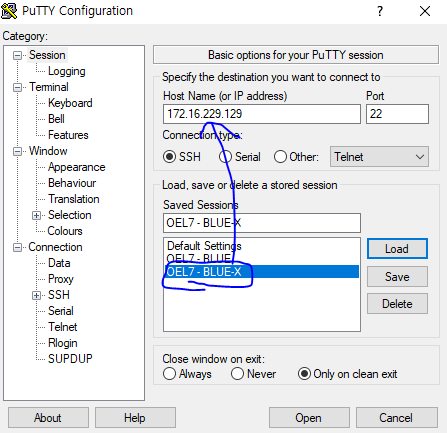 PuTTY Configuration
?
×
Category:
Session
Logging
Terminal
Keyboard
Bell
Features
Window
Appearance
Behaviour
Translation
Selection
Colours
Connection
Data
Proxy
SSH
Serial
Telnet
Rlogin
SUPDUP
Basic options for your PuTTY session
Specify the destination you want to connect to
Host Name (or IP address) Port
172.16.229.129 22
Connection type:
SSH Serial Other: Telnet
Load, save or delete a stored session
Saved Sessions
OEL7 - BLUE-X
Default Settings
OEL7 - BLUE
OEL7 - BLUE-X
Load
Save
Delete
Close window on exit:
Always Never Only on clean exit
About Help Open Cancel